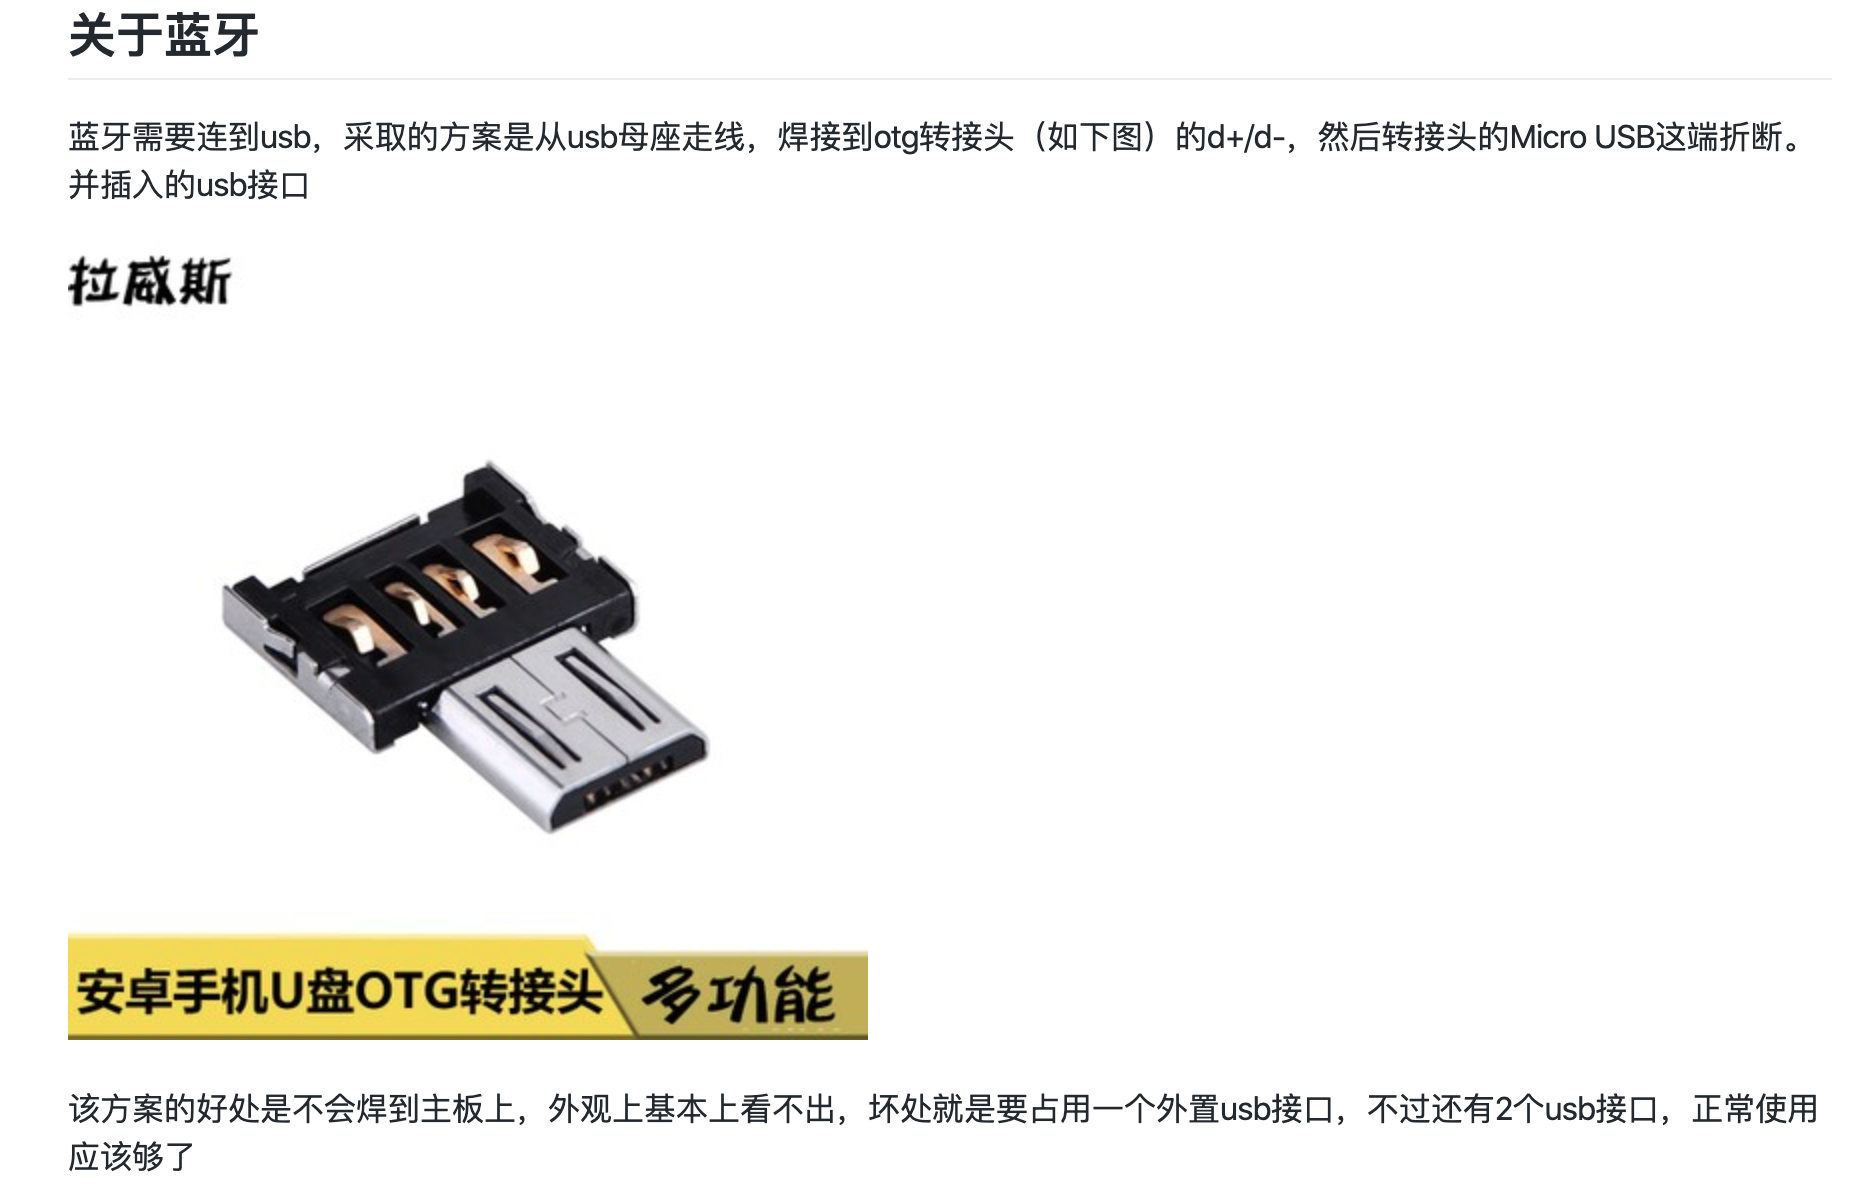 关于蓝牙
蓝牙需要连到usb，采取的方案是从usb母座走线，焊接到otg转接头（如下图）的d+/d-，然后转接头的Micro USB这端折断。
并插入的usb接口
拉威斯
安卓手机U盘OTG转接头 多功能
该方案的好处是不会焊到主板上，外观上基本上看不出，坏处就是要占用一个外置usb接口，不过还有2个usb接口，正常使用
应该够了